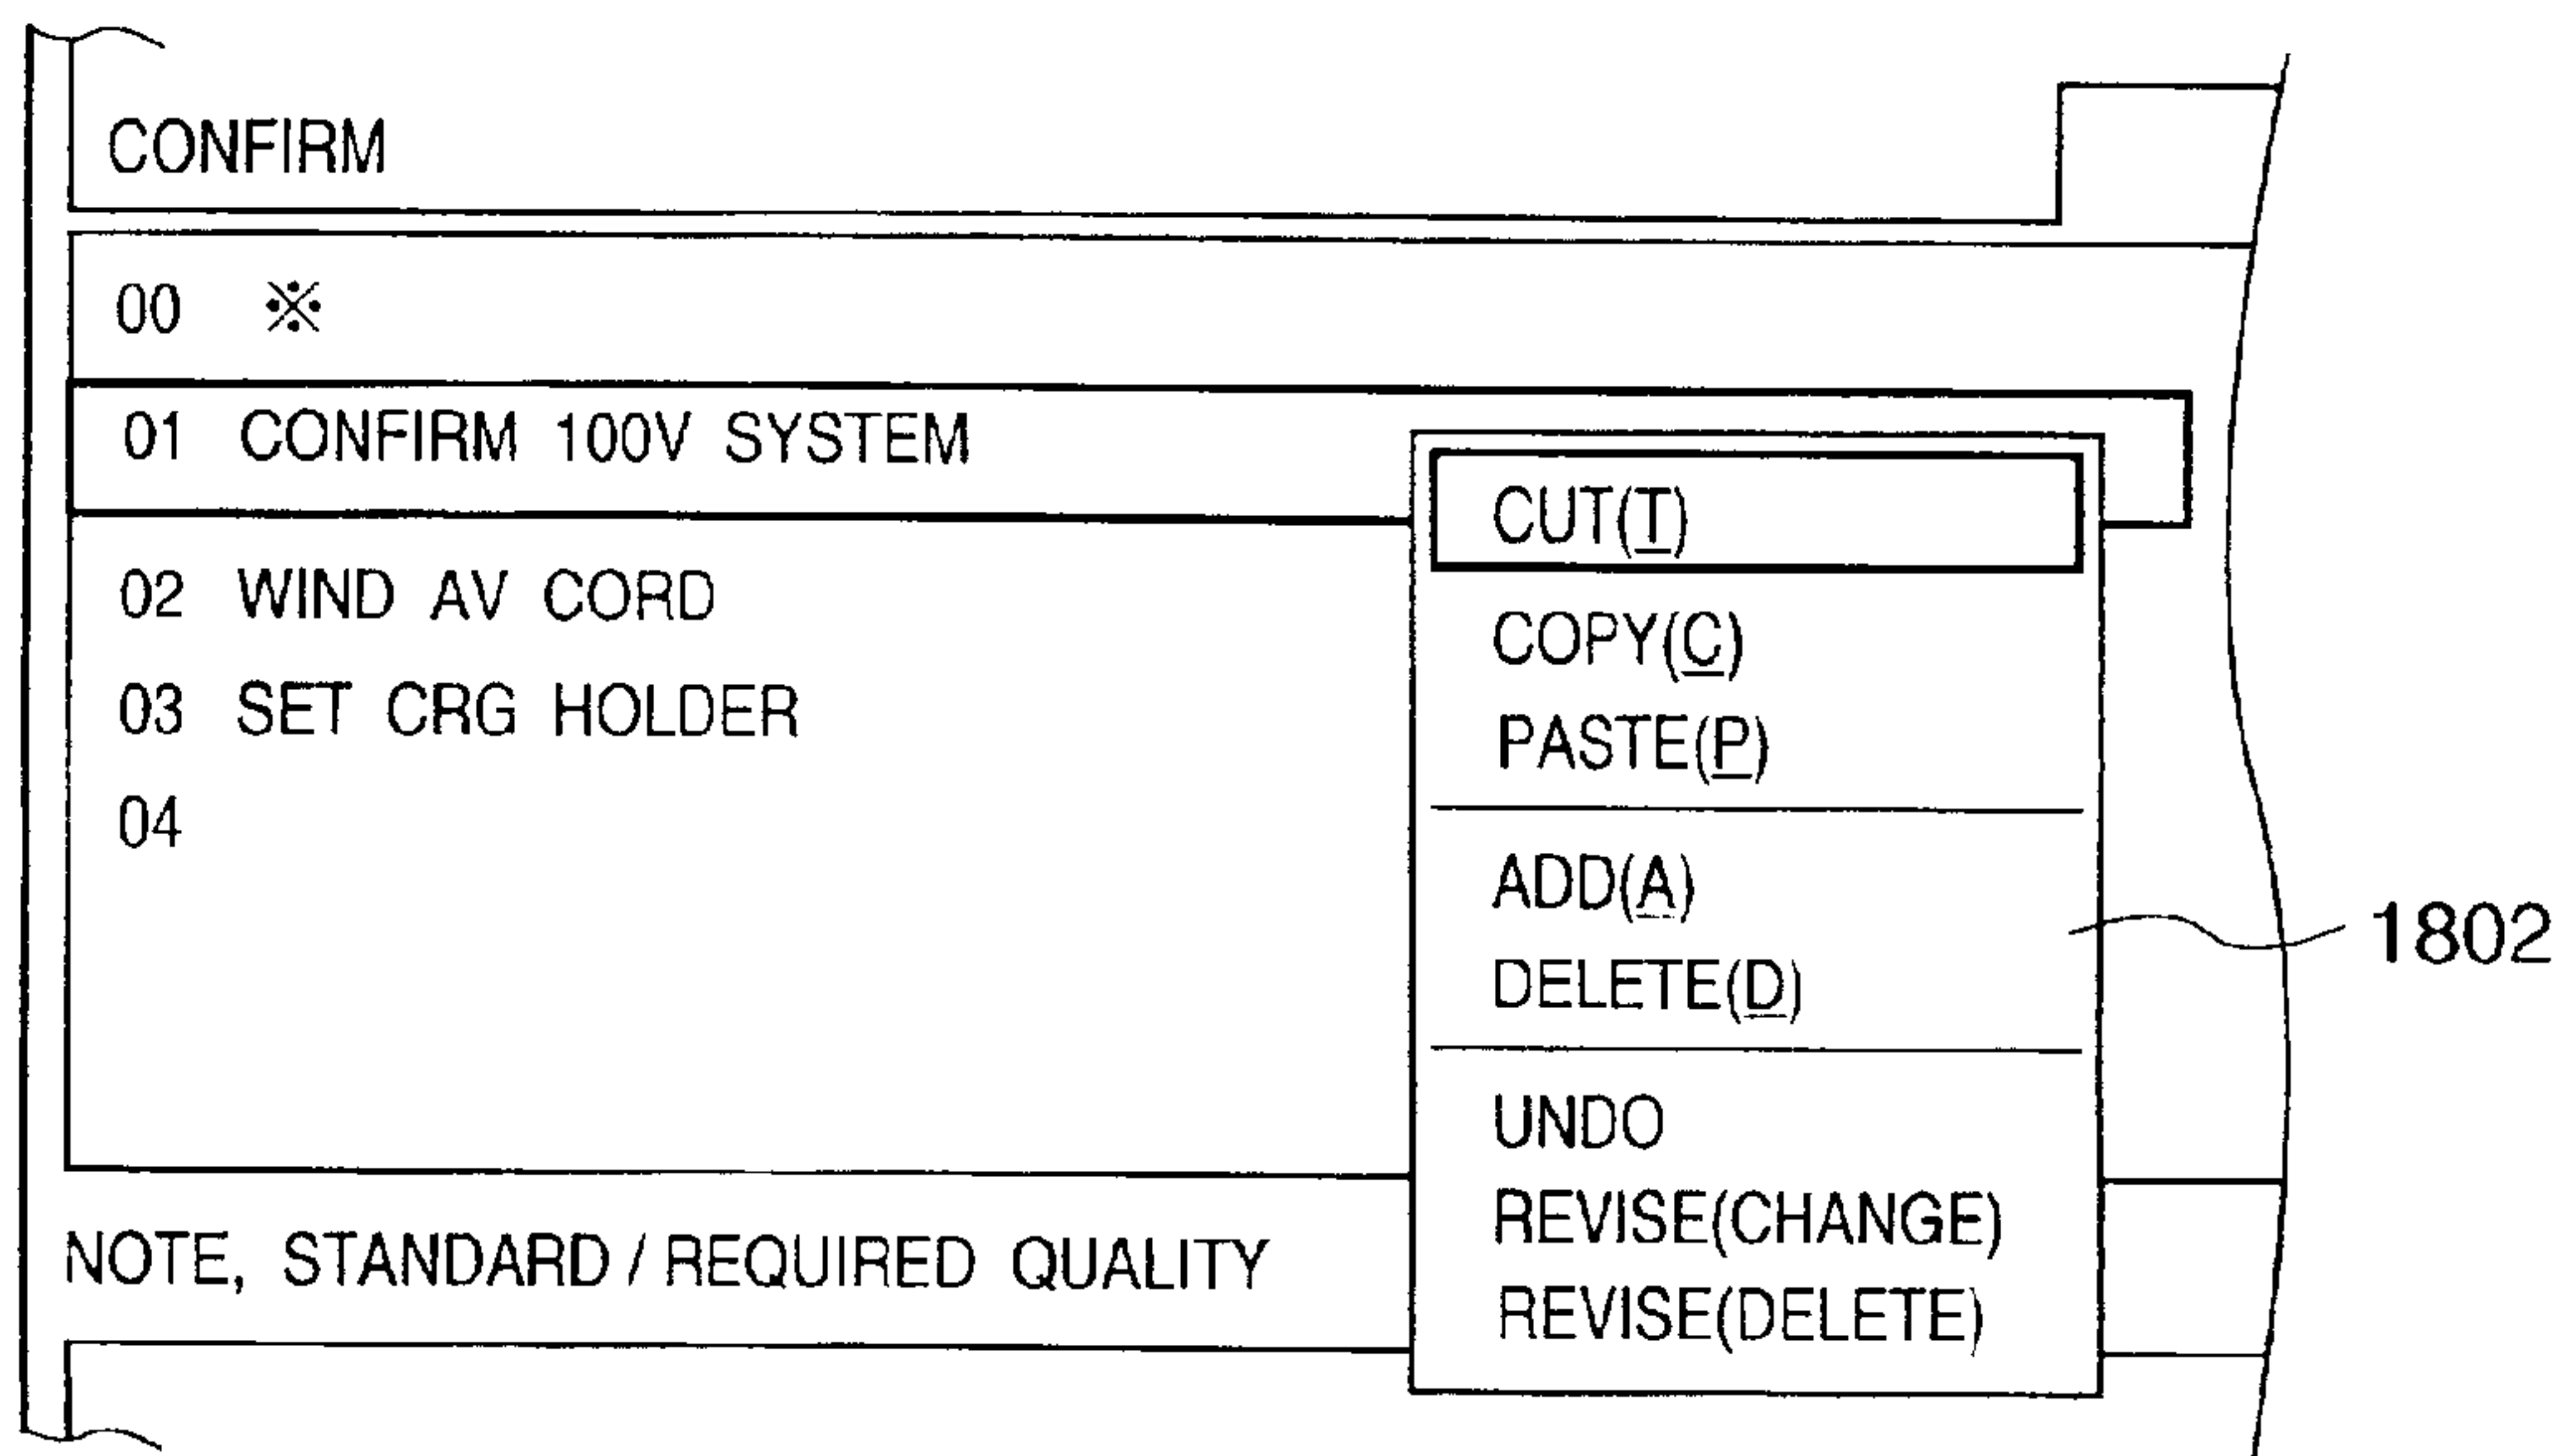 CONFIRM
00 ※
01 CONFIRM 100V SYSTEM
02 WIND AV CORD
03 SET CRG HOLDER
04
CUT(T)
COPY(C)
PASTE(P)
ADD(A)
DELETE(D)
UNDO
REVISE(CHANGE)
REVISE(DELETE)
1802
NOTE, STANDARD / REQUIRED QUALITY